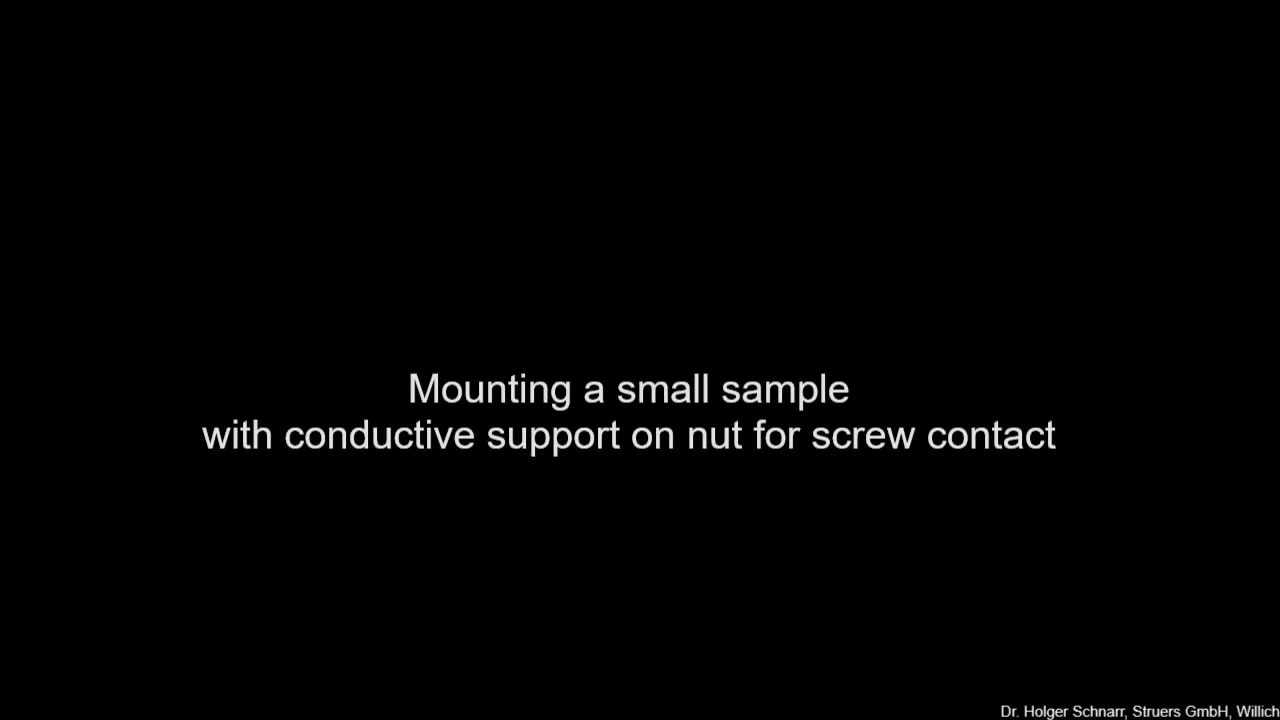 Mounting a small sample
with conductive support on nut for screw contact
Dr. Holger Schnarr, Struers GmbH, Willich